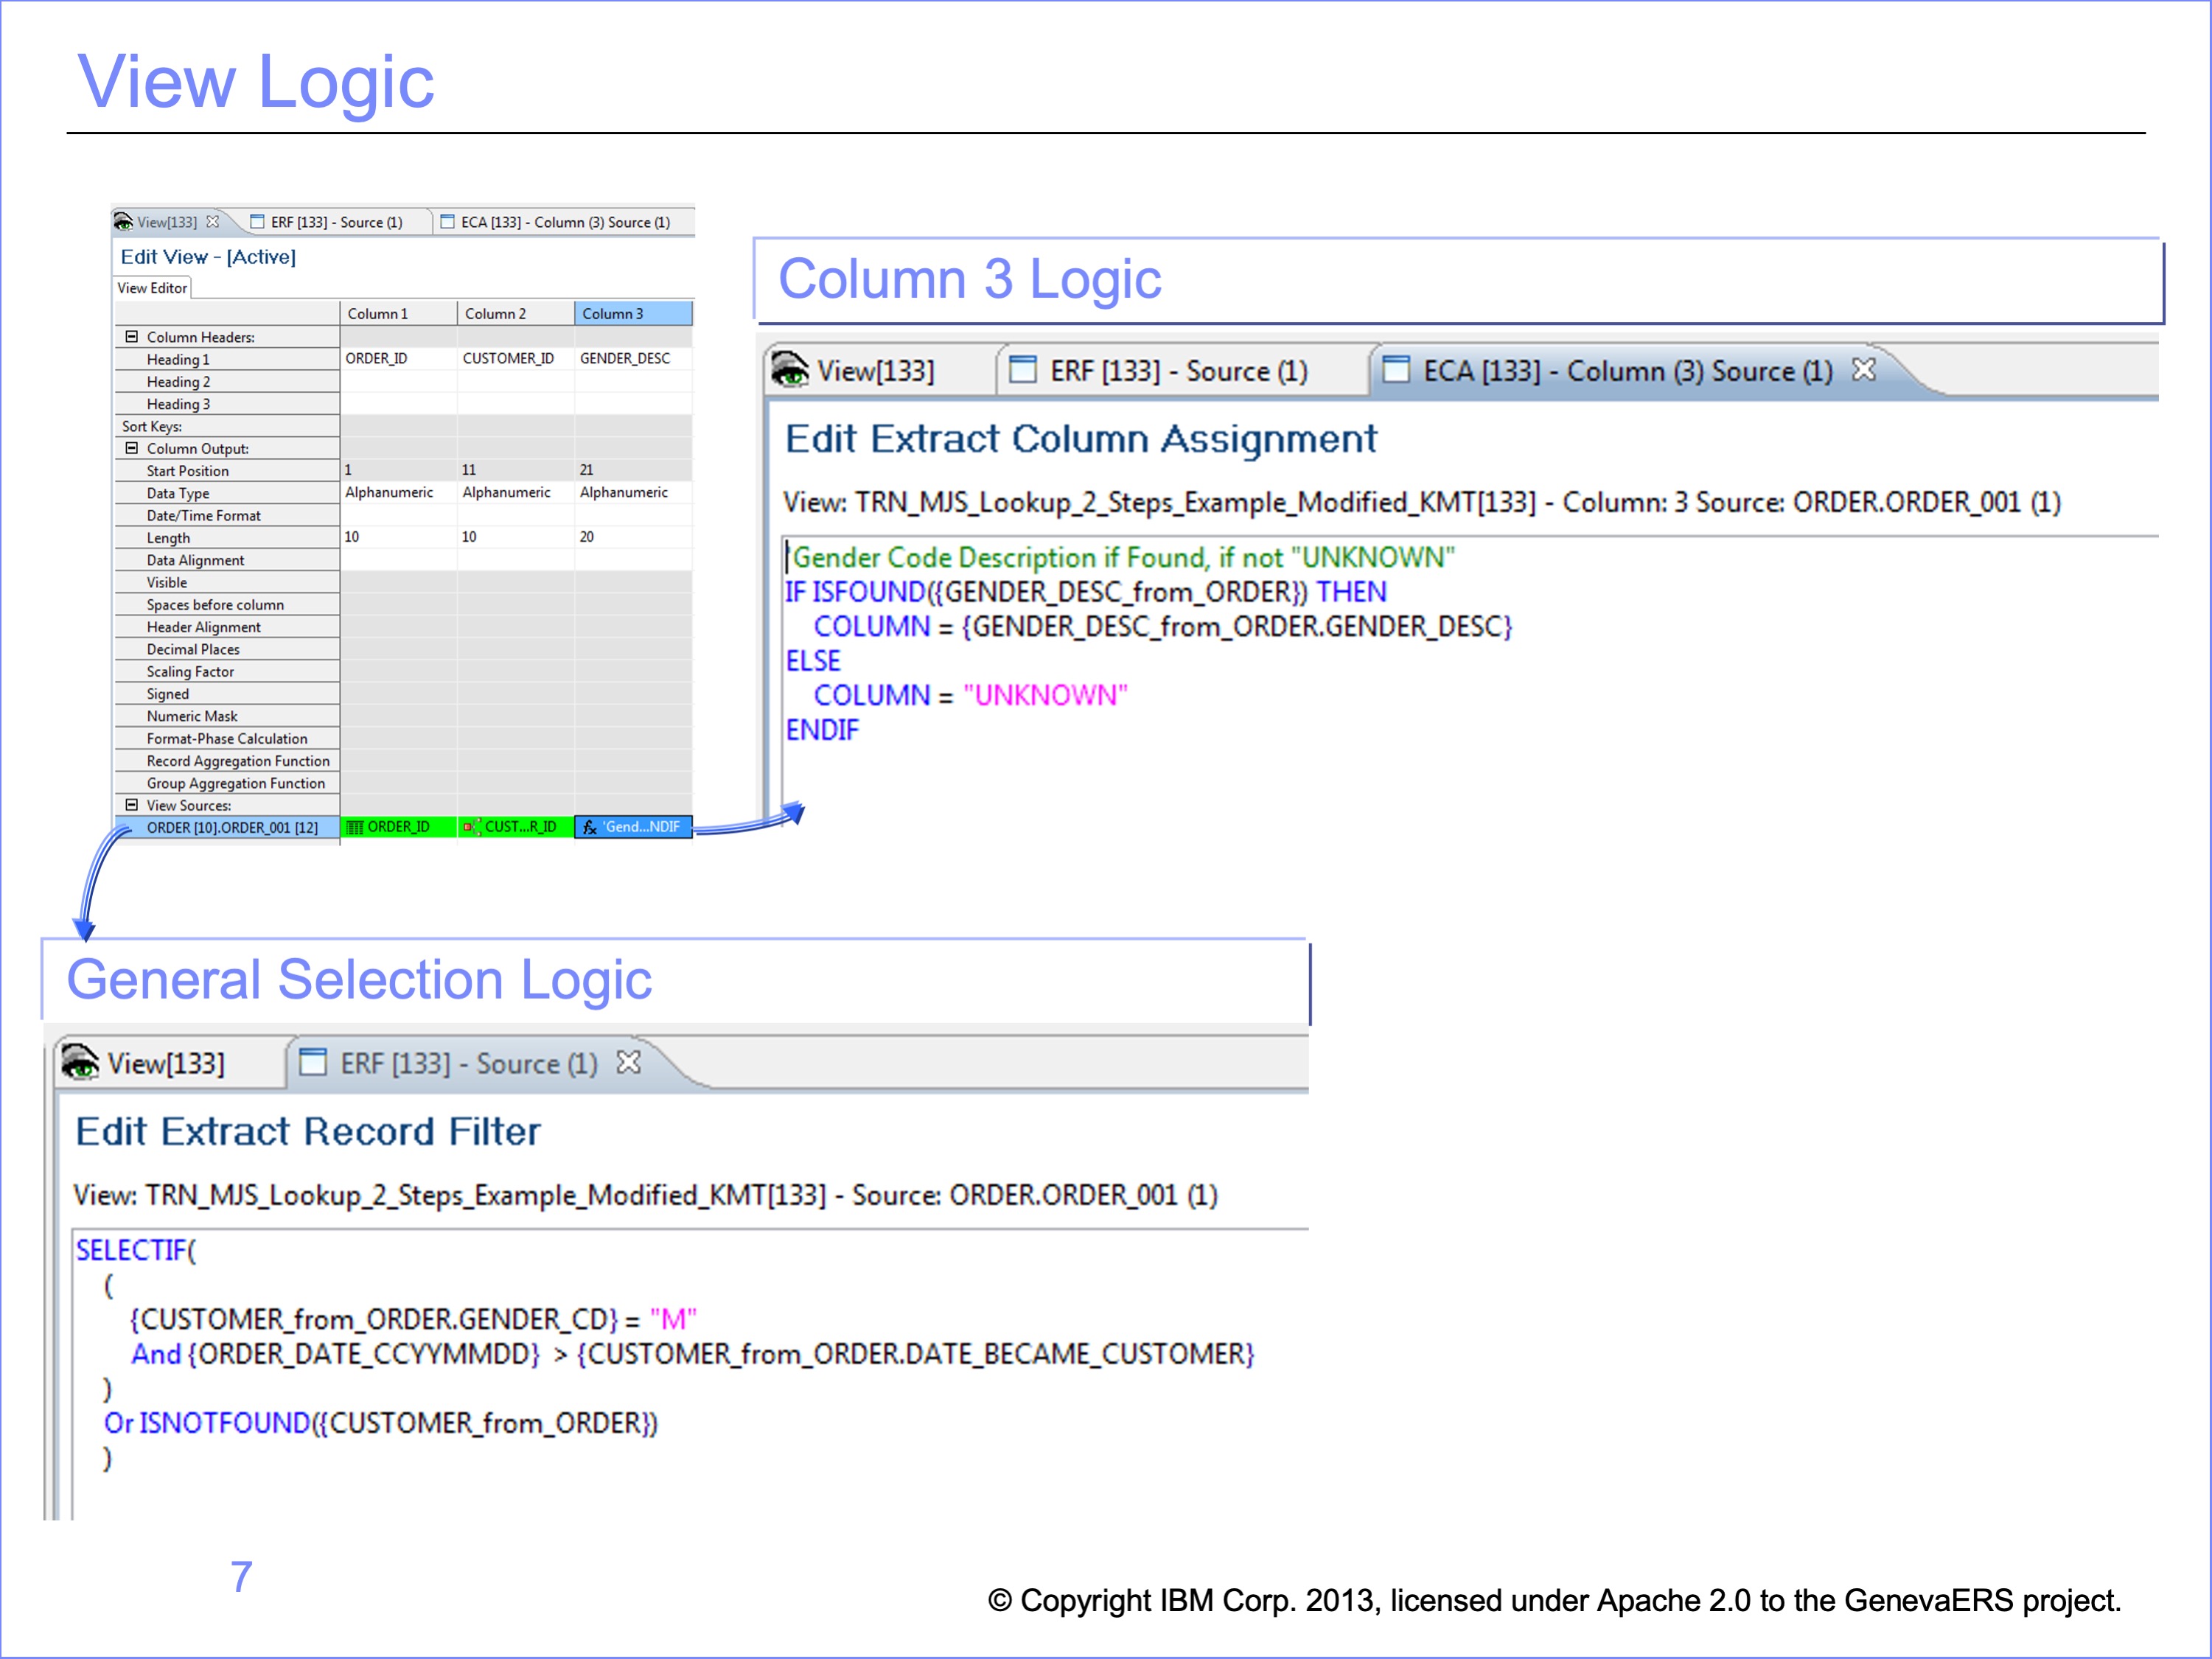 View Logic
View[133] ERF [133] - Source (1) ECA [133] - Column (3) Source (1)
Edit View - [Active]
View Editor
Column 1 Column 2 Column 3
Column Headers:
Heading 1 ORDER_ID CUSTOMER_ID GENDER_DESC
Heading 2
Heading 3
Sort Keys:
Column Output:
Start Position 1 11 21
Data Type Alphanumeric Alphanumeric Alphanumeric
Date/Time Format
Length 10 10 20
Data Alignment
Visible
Spaces before column
Header Alignment
Decimal Places
Scaling Factor
Signed
Numeric Mask
Format-Phase Calculation
Record Aggregation Function
Group Aggregation Function
View Sources:
ORDER [10].ORDER_001 [12] ORDER_ID CUST...R_ID fx 'Gend...NDIF
Column 3 Logic
View[133] ERF [133] - Source (1) ECA [133] - Column (3) Source (1)
Edit Extract Column Assignment
View: TRN_MJS_Lookup_2_Steps_Example_Modified_KMT[133] - Column: 3 Source: ORDER.ORDER_001 (1)
'Gender Code Description if Found, if not "UNKNOWN"
IF ISFOUND({GENDER_DESC_from_ORDER}) THEN
COLUMN = {GENDER_DESC_from_ORDER.GENDER_DESC}
ELSE
COLUMN = "UNKNOWN"
ENDIF
General Selection Logic
View[133] ERF [133] - Source (1)
Edit Extract Record Filter
View: TRN_MJS_Lookup_2_Steps_Example_Modified_KMT[133] - Source: ORDER.ORDER_001 (1)
SELECTIF(
(
{CUSTOMER_from_ORDER.GENDER_CD} = "M"
And {ORDER_DATE_CCYYMMDD} > {CUSTOMER_from_ORDER.DATE_BECAME_CUSTOMER}
)
Or ISNOTFOUND({CUSTOMER_from_ORDER})
)
7
© Copyright IBM Corp. 2013, licensed under Apache 2.0 to the GenevaERS project.